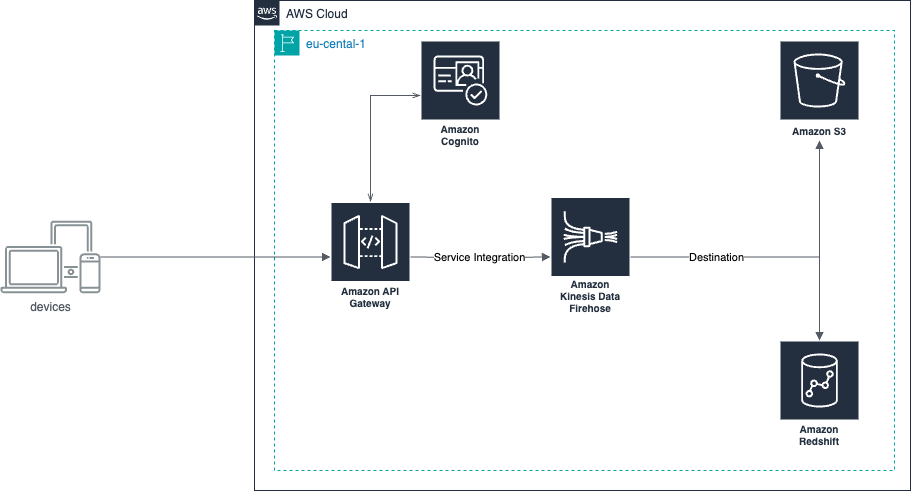 aws
AWS Cloud
eu-cental-1
Amazon
Cognito
Amazon S3
devices
Amazon API
Gateway
Service Integration
Amazon
Kinesis Data
Firehose
Destination
Amazon
Redshift